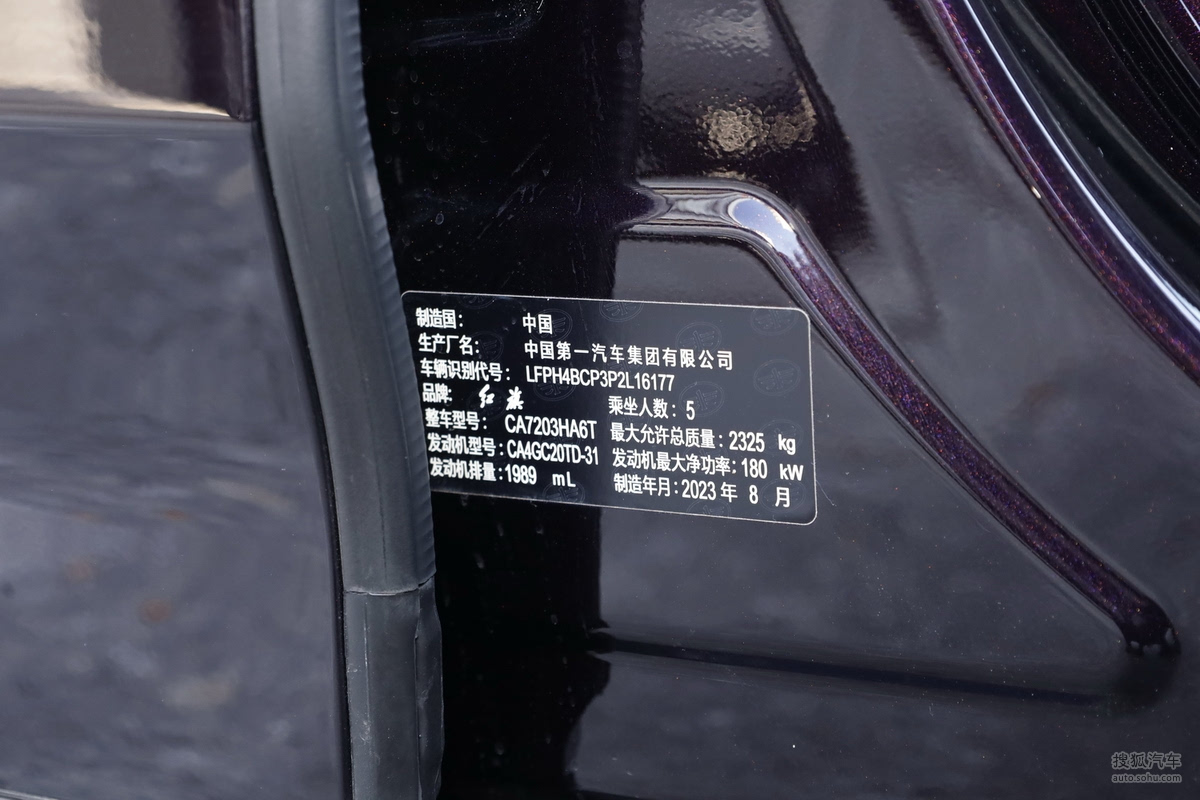 制造国： 中国
生产厂名： 中国第一汽车集团有限公司
车辆识别代号： LFPH4BCP3P2L16177
品牌： 红旗 乘坐人数： 5
整车型号： CA7203HA6T 最大允许总质量： 2325 kg
发动机型号： CA4GC20TD-31 发动机最大净功率： 180 kW
发动机排量： 1989 mL 制造年月： 2023 年 8 月
搜狐汽车
auto.sohu.com